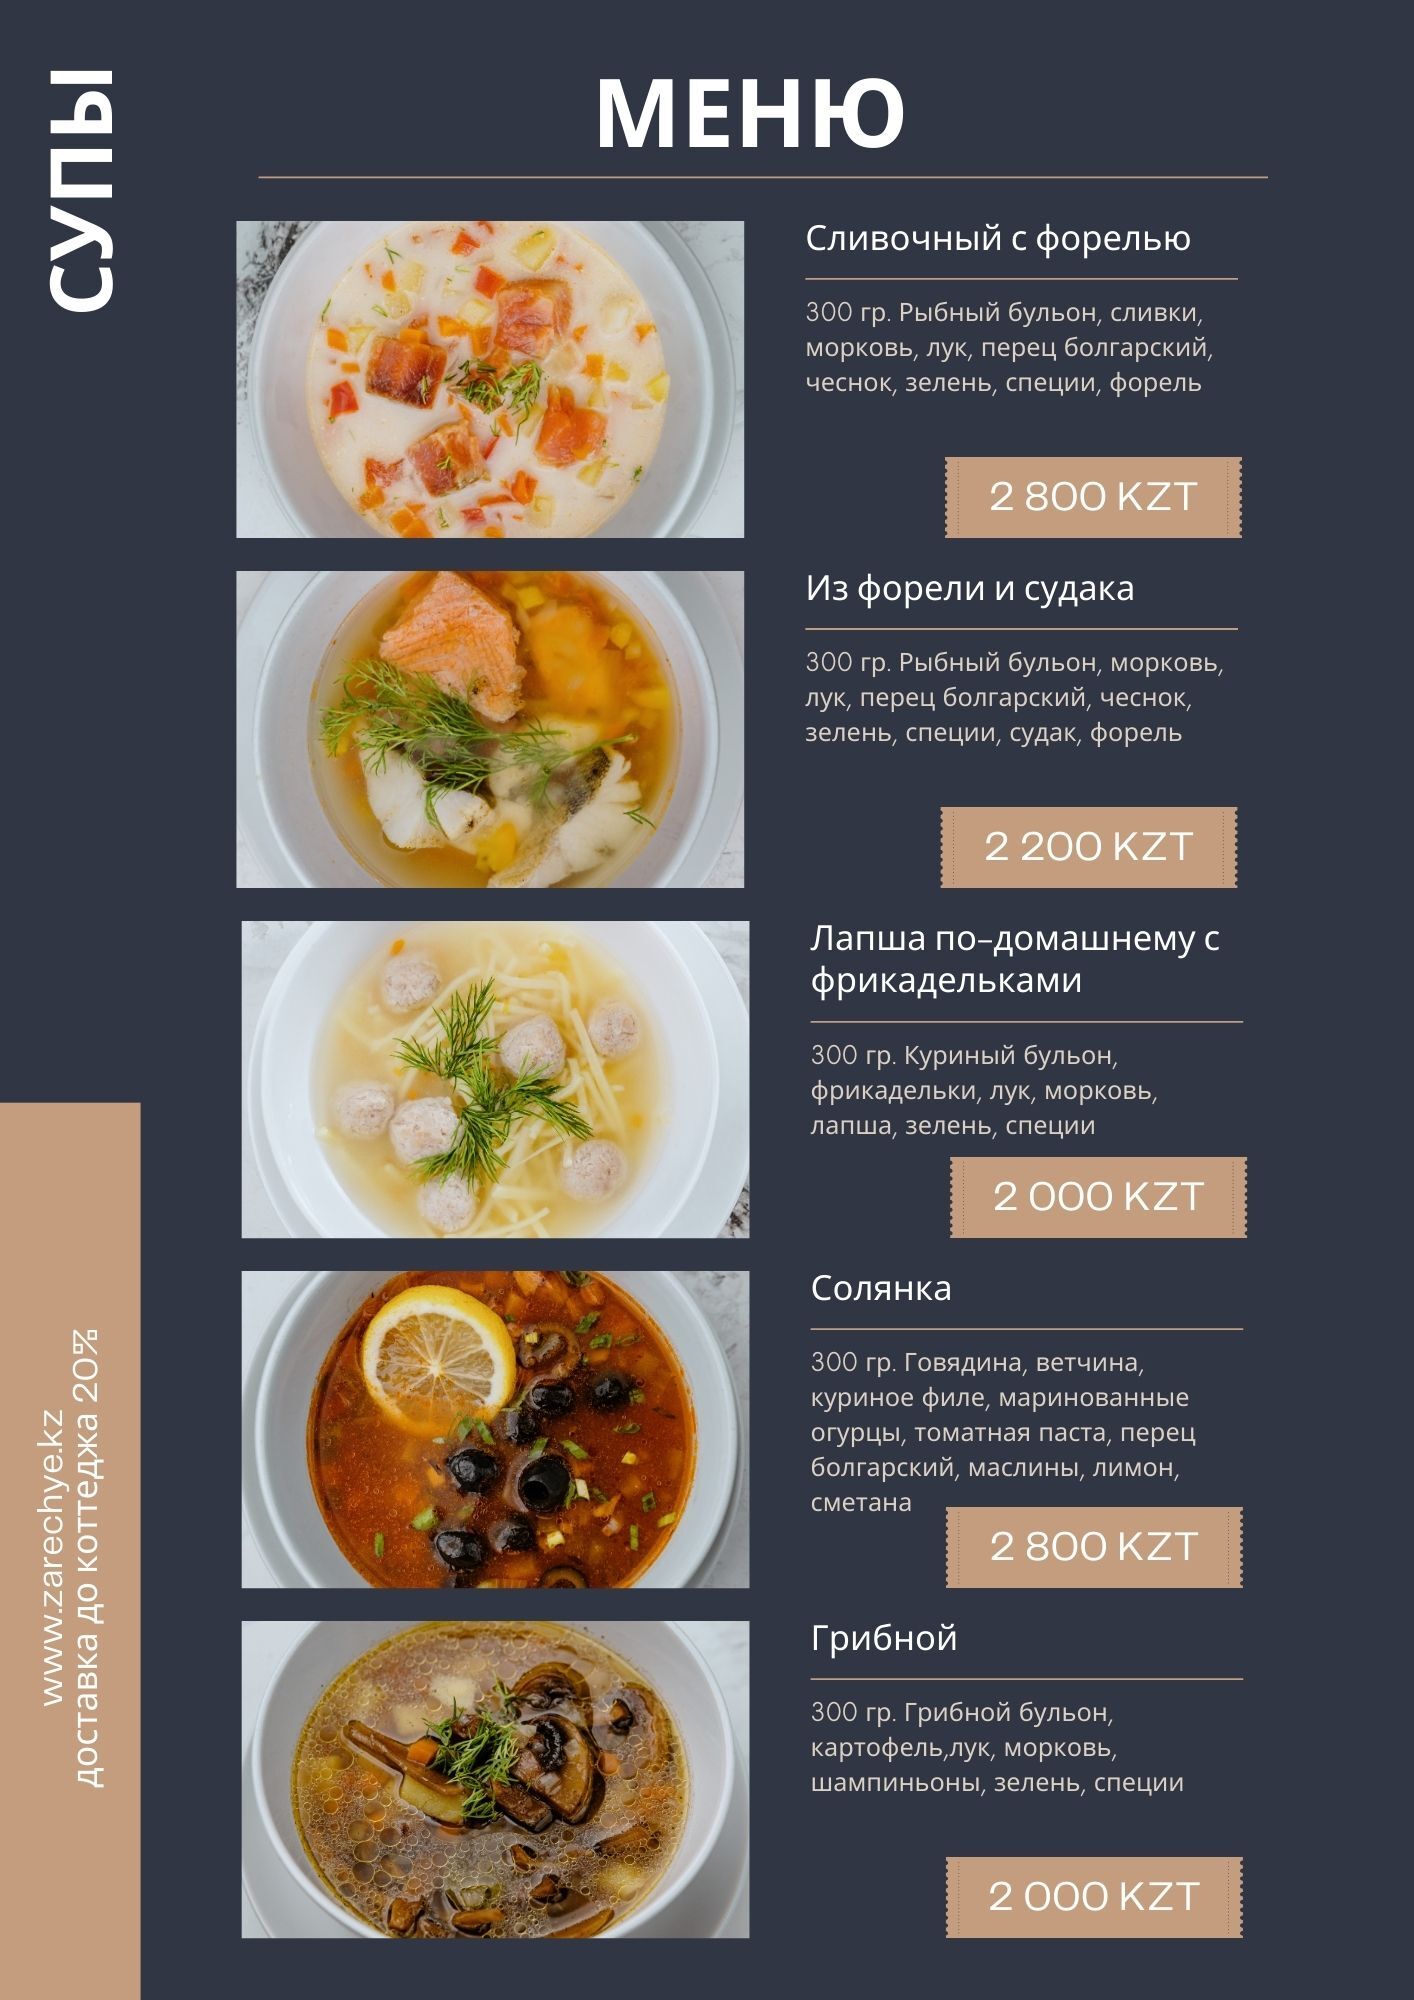 СУПЫ
МЕНЮ
Сливочный с форелью
300 гр. Рыбный бульон, сливки,
морковь, лук, перец болгарский,
чеснок, зелень, специи, форель
2 800 KZT
Из форели и судака
300 гр. Рыбный бульон, морковь,
лук, перец болгарский, чеснок,
зелень, специи, судак, форель
2 200 KZT
Лапша по-домашнему с
фрикадельками
300 гр. Куриный бульон,
фрикадельки, лук, морковь,
лапша, зелень, специи
2 000 KZT
Солянка
300 гр. Говядина, ветчина,
куриное филе, маринованные
огурцы, томатная паста, перец
болгарский, маслины, лимон,
сметана
2 800 KZT
Грибной
300 гр. Грибной бульон,
картофель,лук, морковь,
шампиньоны, зелень, специи
2 000 KZT
www.zarechye.kz
доставка до коттеджа 20%